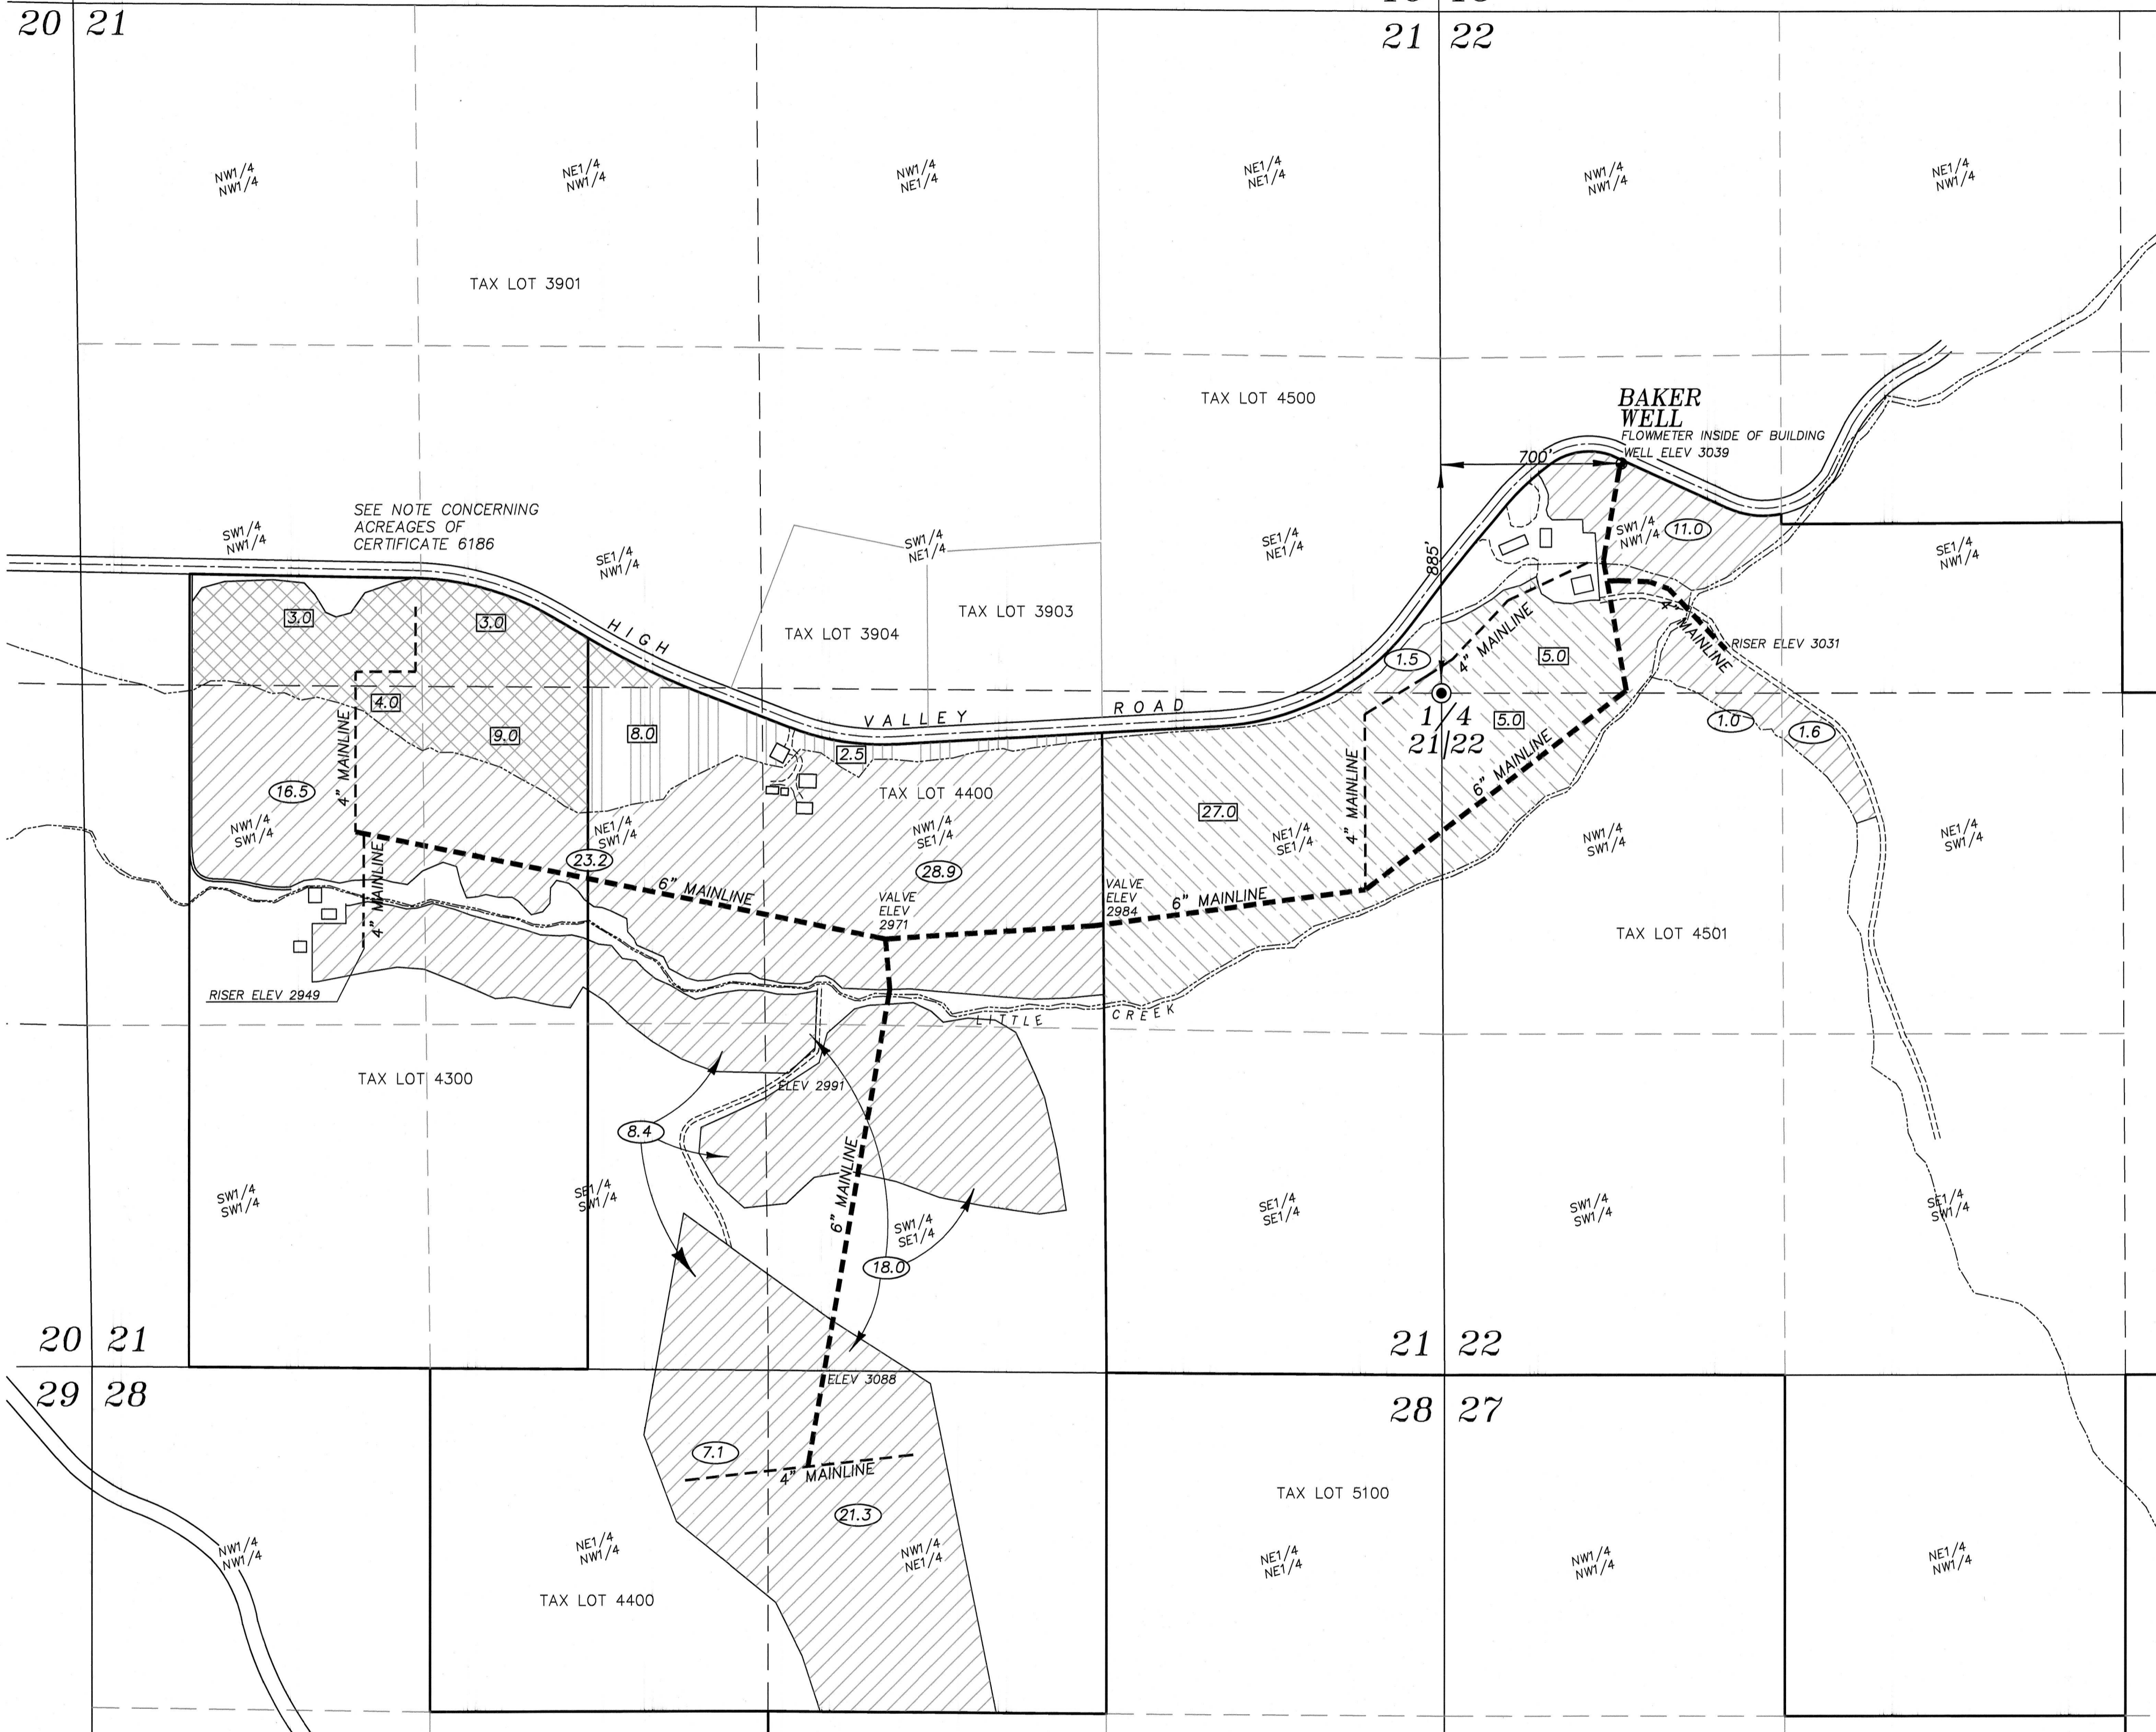 20 21
21 22
NW1/4
NW1/4
NE1/4
NW1/4
NW1/4
NE1/4
NE1/4
NE1/4
NW1/4
NW1/4
NE1/4
NW1/4
TAX LOT 3901
TAX LOT 4500
BAKER
WELL
FLOWMETER INSIDE OF BUILDING
WELL ELEV 3039
700'
885'
SEE NOTE CONCERNING
ACREAGES OF
CERTIFICATE 6186
SW1/4
NW1/4
SE1/4
NW1/4
SW1/4
NE1/4
SE1/4
NE1/4
SW1/4
NW1/4
11.0
SE1/4
NW1/4
TAX LOT 3904
TAX LOT 3903
3.0
3.0
HIGH VALLEY ROAD
1.5
4" MAINLINE
5.0
4" MAINLINE
RISER ELEV 3031
4.0
9.0
8.0
2.5
1/4
21/22
5.0
1.0
1.6
4" MAINLINE
16.5
TAX LOT 4400
27.0
4" MAINLINE
6" MAINLINE
NW1/4
SW1/4
NE1/4
SW1/4
NW1/4
SE1/4
NE1/4
SE1/4
NW1/4
SW1/4
NE1/4
SW1/4
23.2
28.9
4" MAINLINE
6" MAINLINE
VALVE
ELEV
2971
VALVE
ELEV
2984
6" MAINLINE
TAX LOT 4501
RISER ELEV 2949
LITTLE CREEK
TAX LOT 4300
ELEV 2991
8.4
6" MAINLINE
SW1/4
SW1/4
SE1/4
SW1/4
SW1/4
SE1/4
SE1/4
SE1/4
SW1/4
SW1/4
SE1/4
SW1/4
18.0
20 21
29 28
21 22
28 27
ELEV 3088
7.1
4" MAINLINE
21.3
TAX LOT 5100
NW1/4
NW1/4
NE1/4
NW1/4
NW1/4
NE1/4
NE1/4
NE1/4
NW1/4
NW1/4
NE1/4
NW1/4
TAX LOT 4400